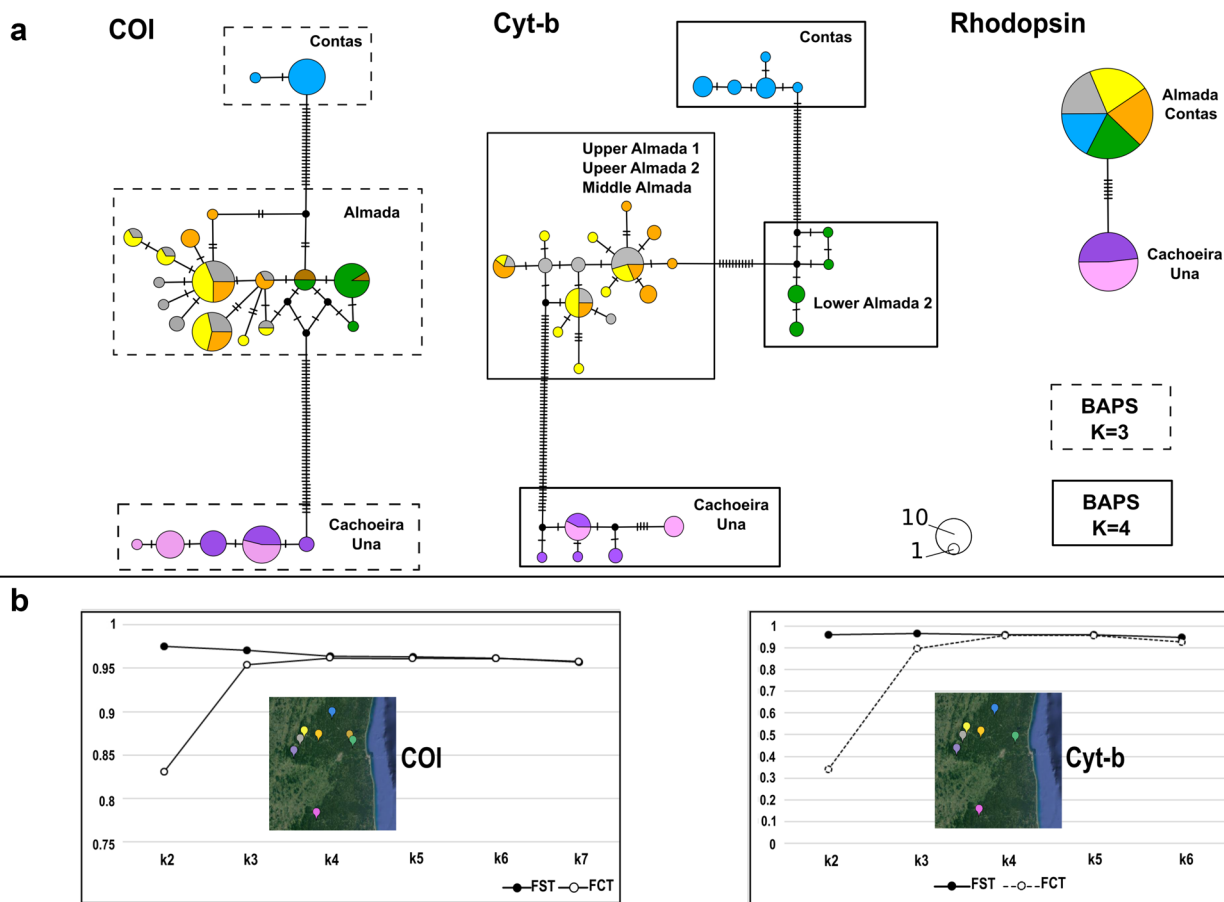 a
COI
Cyt-b
Rhodopsin
Contas
Contas
Almada
Contas
Upper Almada 1
Upeer Almada 2
Middle Almada
Almada
Cachoeira
Una
Lower Almada 2
BAPS
K=3
Cachoeira
Una
Cachoeira
Una
10
1
BAPS
K=4
b
1
0.95
0.9
0.85
0.8
0.75
COI
k2
k3
k4
k5
k6
k7
FST
FCT
1
0.9
0.8
0.7
0.6
0.5
0.4
0.3
0.2
0.1
0
Cyt-b
k2
k3
k4
k5
k6
FST
FCT